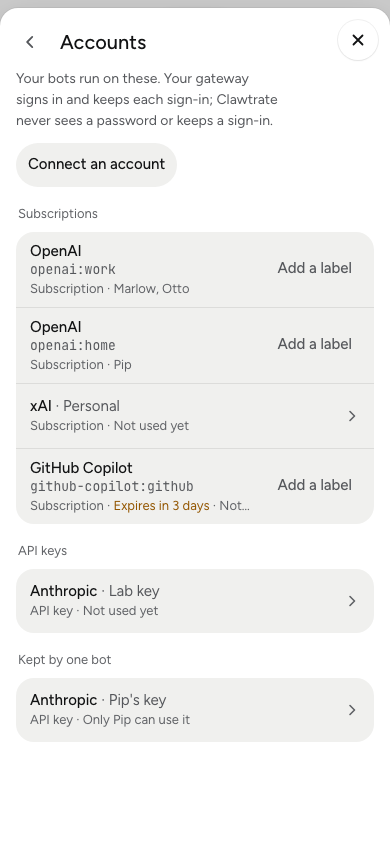 Accounts
Your bots run on these. Your gateway
signs in and keeps each sign-in; Clawtrate
never sees a password or keeps a sign-in.
Connect an account
Subscriptions
OpenAI
openai:work
Subscription · Marlow, Otto
Add a label
OpenAI
openai:home
Subscription · Pip
Add a label
xAI · Personal
Subscription · Not used yet
GitHub Copilot
github-copilot:github
Subscription · Expires in 3 days · Not...
Add a label
API keys
Anthropic · Lab key
API key · Not used yet
Kept by one bot
Anthropic · Pip's key
API key · Only Pip can use it